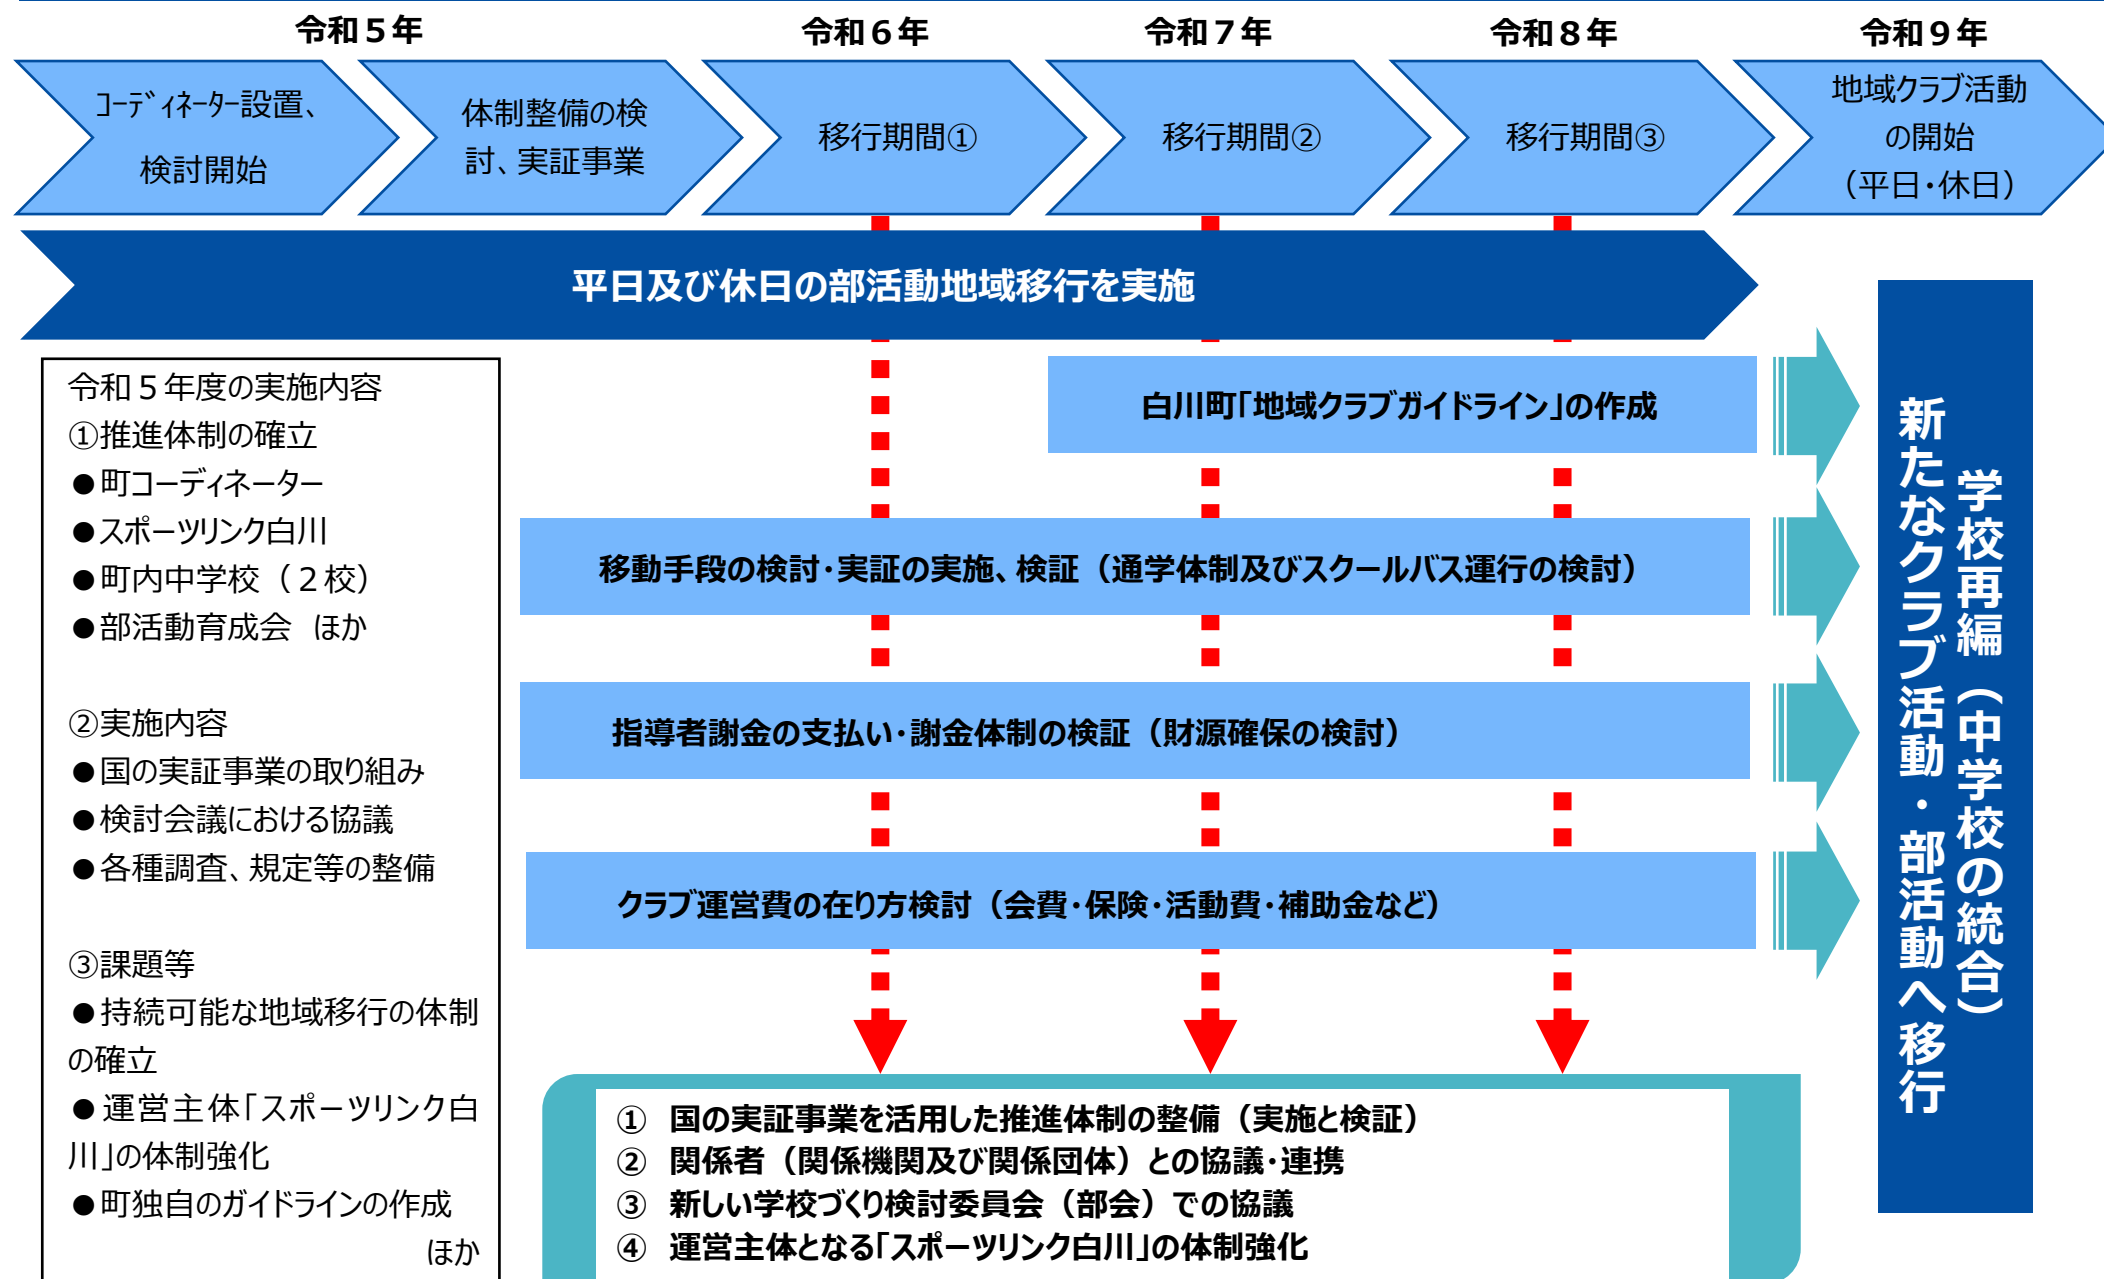 令和５年
令和６年
令和７年
令和８年
令和９年
ｺｰﾃﾞｨﾈｰﾀｰ設置、
検討開始
体制整備の検
討、実証事業
移行期間①
移行期間②
移行期間③
地域クラブ活動
の開始
（平日・休日）
平日及び休日の部活動地域移行を実施
令和５年度の実施内容
①推進体制の確立
●町コーディネーター
●スポーツリンク白川
●町内中学校（２校）
●部活動育成会　ほか
②実施内容
●国の実証事業の取り組み
●検討会議における協議
●各種調査、規定等の整備
③課題等
●持続可能な地域移行の体制
の確立
●運営主体「スポーツリンク白
川」の体制強化
●町独自のガイドラインの作成
ほか
白川町「地域クラブガイドライン」の作成
移動手段の検討・実証の実施、検証（通学体制及びスクールバス運行の検討）
指導者謝金の支払い・謝金体制の検証（財源確保の検討）
クラブ運営費の在り方検討（会費・保険・活動費・補助金など）
① 国の実証事業を活用した推進体制の整備（実施と検証）
② 関係者（関係機関及び関係団体）との協議・連携
③ 新しい学校づくり検討委員会（部会）での協議
④ 運営主体となる「スポーツリンク白川」の体制強化
学校再編（中学校の統合）
新たなクラブ活動・部活動へ移行